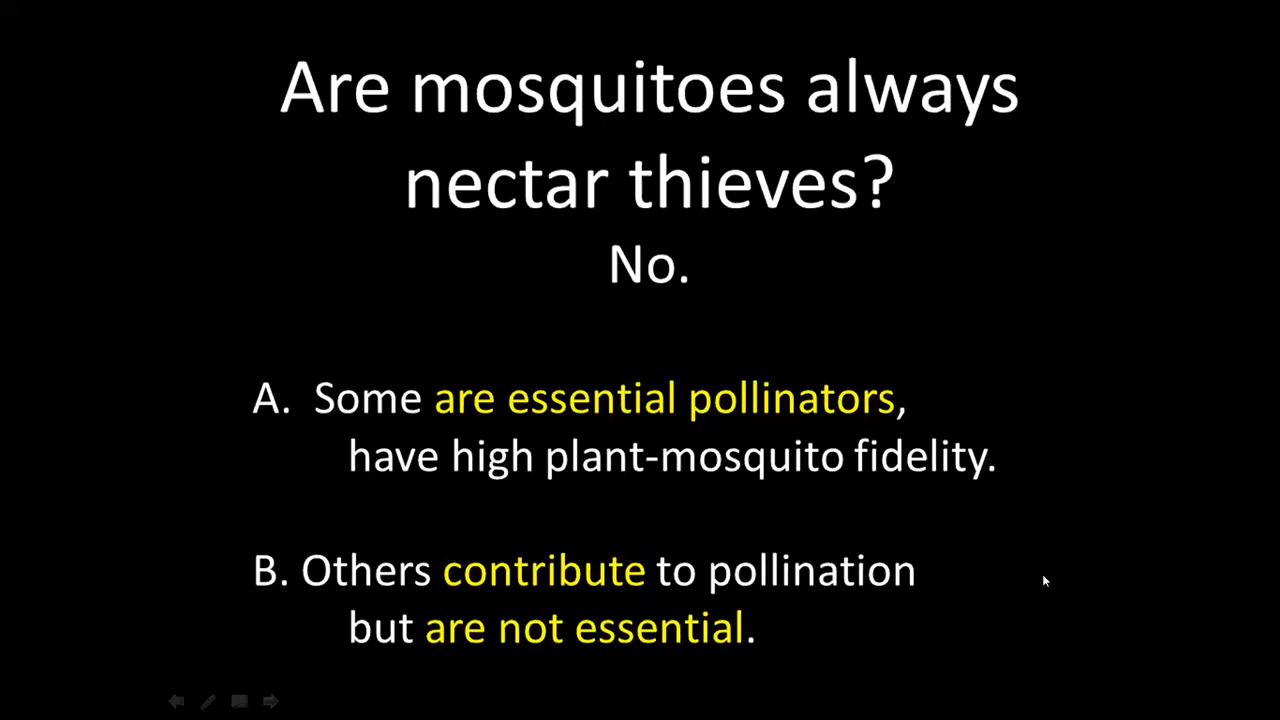 Are mosquitoes always
nectar thieves?
No.
A. Some are essential pollinators,
have high plant-mosquito fidelity.
B. Others contribute to pollination
but are not essential.